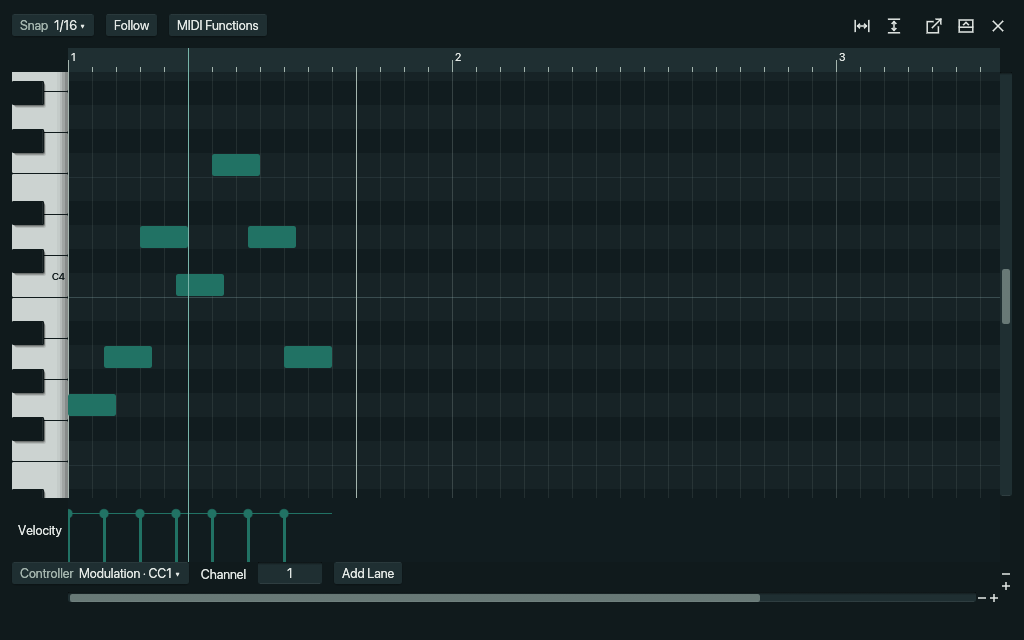 Snap 1/16 Follow MIDI Functions
1 2 3
C4
Velocity
Controller Modulation · CC1 Channel 1 Add Lane